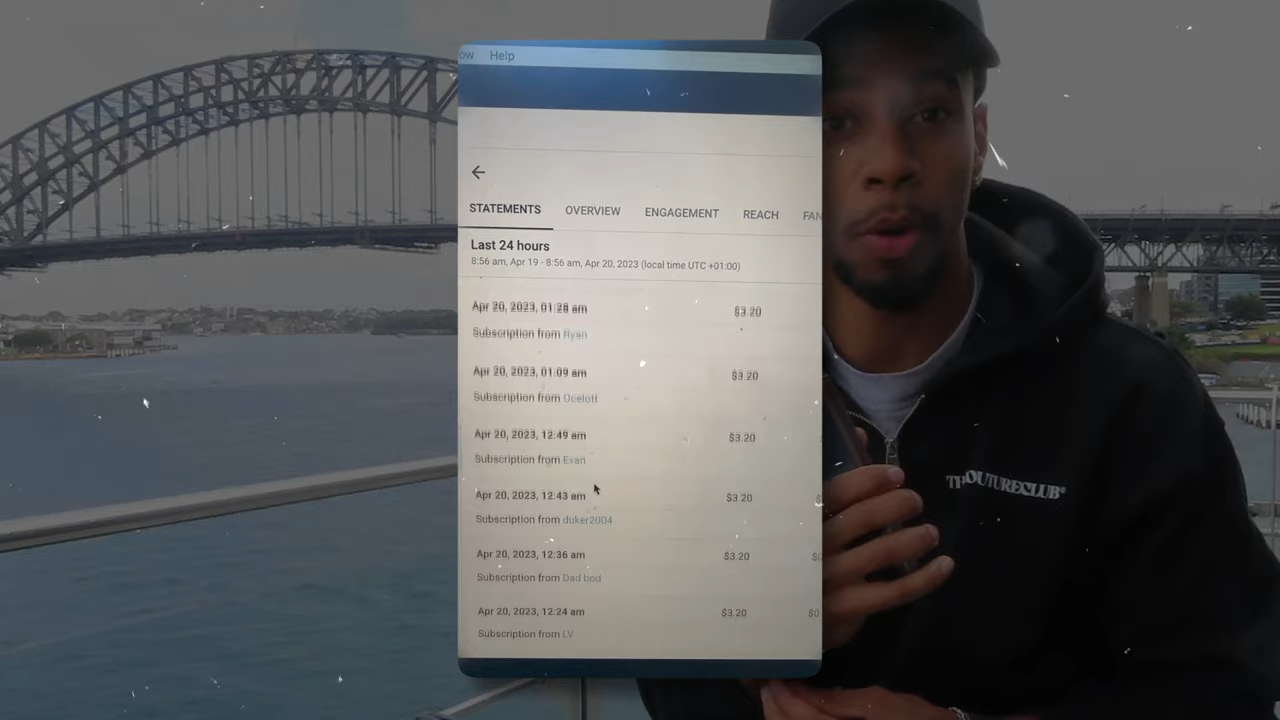 ow Help
STATEMENTS OVERVIEW ENGAGEMENT REACH FAN
Last 24 hours
8:56 am, Apr 19 - 8:56 am, Apr 20, 2023 (local time UTC +01:00)
Apr 20, 2023, 01:28 am $3.20
Subscription from Ryan
Apr 20, 2023, 01:09 am $3.20
Subscription from Ocelott
Apr 20, 2023, 12:49 am $3.20
Subscription from Evan
Apr 20, 2023, 12:43 am $3.20 $
Subscription from duker2004
Apr 20, 2023, 12:36 am $3.20 $0
Subscription from Dad bod
Apr 20, 2023, 12:24 am $3.20 $0
Subscription from LV